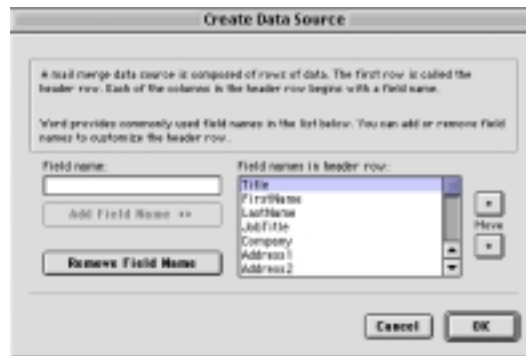 Create Data Source
A mail merge data source is composed of rows of data. The first row is called the
header row. Each of the columns in the header row begins with a field name.
Word provides commonly used field names in the list below. You can add or remove field
names to customize the header row.
Field name:
Field names in header row:
Title
FirstName
LastName
JobTitle
Company
Address1
Address2
Add Field Name >>
Move
Remove Field Name
Cancel
OK